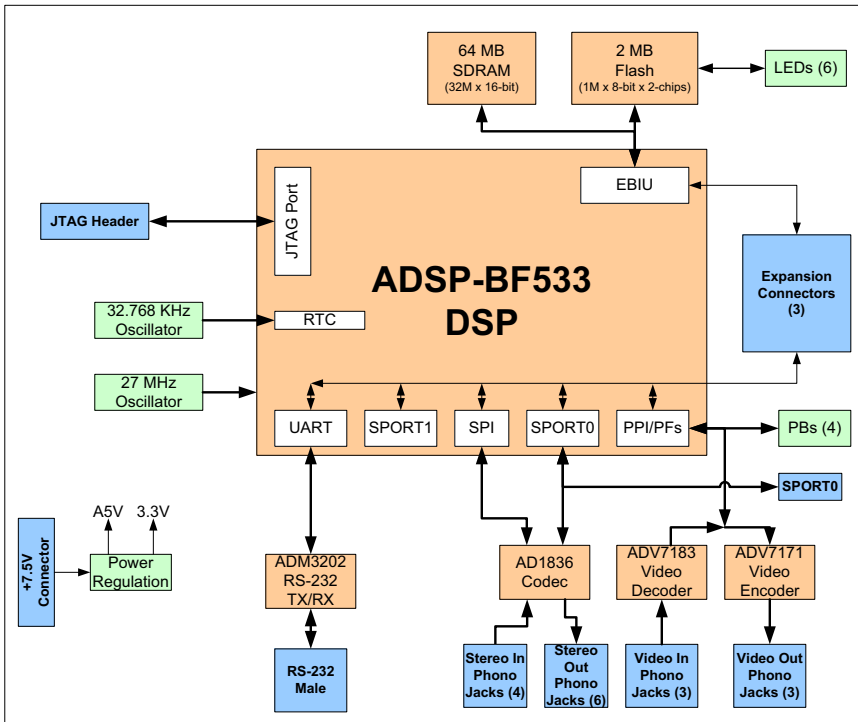 64 MB
SDRAM
(32M x 16-bit)
2 MB
Flash
(1M x 8-bit x 2-chips)
LEDs (6)
EBIU
JTAG Port
JTAG Header
ADSP-BF533
DSP
Expansion
Connectors
(3)
32.768 KHz
Oscillator
RTC
27 MHz
Oscillator
UART
SPORT1
SPI
SPORT0
PPI/PFs
PBs (4)
SPORT0
A5V
3.3V
+7.5V
Connector
Power
Regulation
ADM3202
RS-232
TX/RX
AD1836
Codec
ADV7183
Video
Decoder
ADV7171
Video
Encoder
RS-232
Male
Stereo In
Phono
Jacks (4)
Stereo
Out
Phono
Jacks (6)
Video In
Phono
Jacks (3)
Video Out
Phono
Jacks (3)